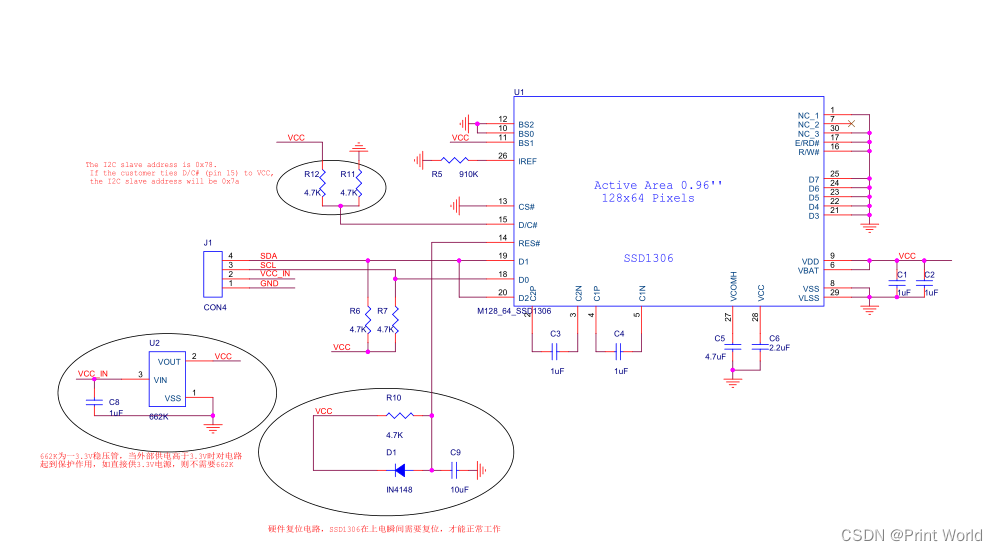 U1
12
10
11
26
13
15
14
19
18
20
BS2
BS0
BS1
IREF
CS#
D/C#
RES#
D1
D0
D2
VCC
R5 910K
NC_1
NC_2
NC_3
E/RD#
R/W#
1
7
30
17
16
D7
D6
D5
D4
D3
25
24
23
22
21
Active Area 0.96''
128x64 Pixels
SSD1306
VDD
VBAT
9
6
VCC
VSS
VLSS
8
29
C1
1uF
C2
1uF
The I2C slave address is 0x78.
If the customer ties D/C# (pin 15) to VCC,
the I2C slave address will be 0x7a
VCC
R12
4.7K
R11
4.7K
J1
4
3
2
1
SDA
SCL
VCC_IN
GND
CON4
C2P
C2N
C1P
C1N
VCOMH
VCC
2
3
4
5
27
28
M128_64_SSD1306
R6
4.7K
R7
4.7K
VCC
C3
1uF
C4
1uF
C5
4.7uF
C6
2.2uF
U2
VOUT
VIN
VSS
2
3
1
VCC
VCC_IN
C8
1uF
662K
662K为一3.3V稳压管，当外部供电高于3.3V时对电路
起到保护作用，如直接供3.3V电源，则不需要662K
R10
VCC
4.7K
D1
IN4148
C9
10uF
硬件复位电路，SSD1306在上电瞬间需要复位，才能正常工作
CSDN @Print World